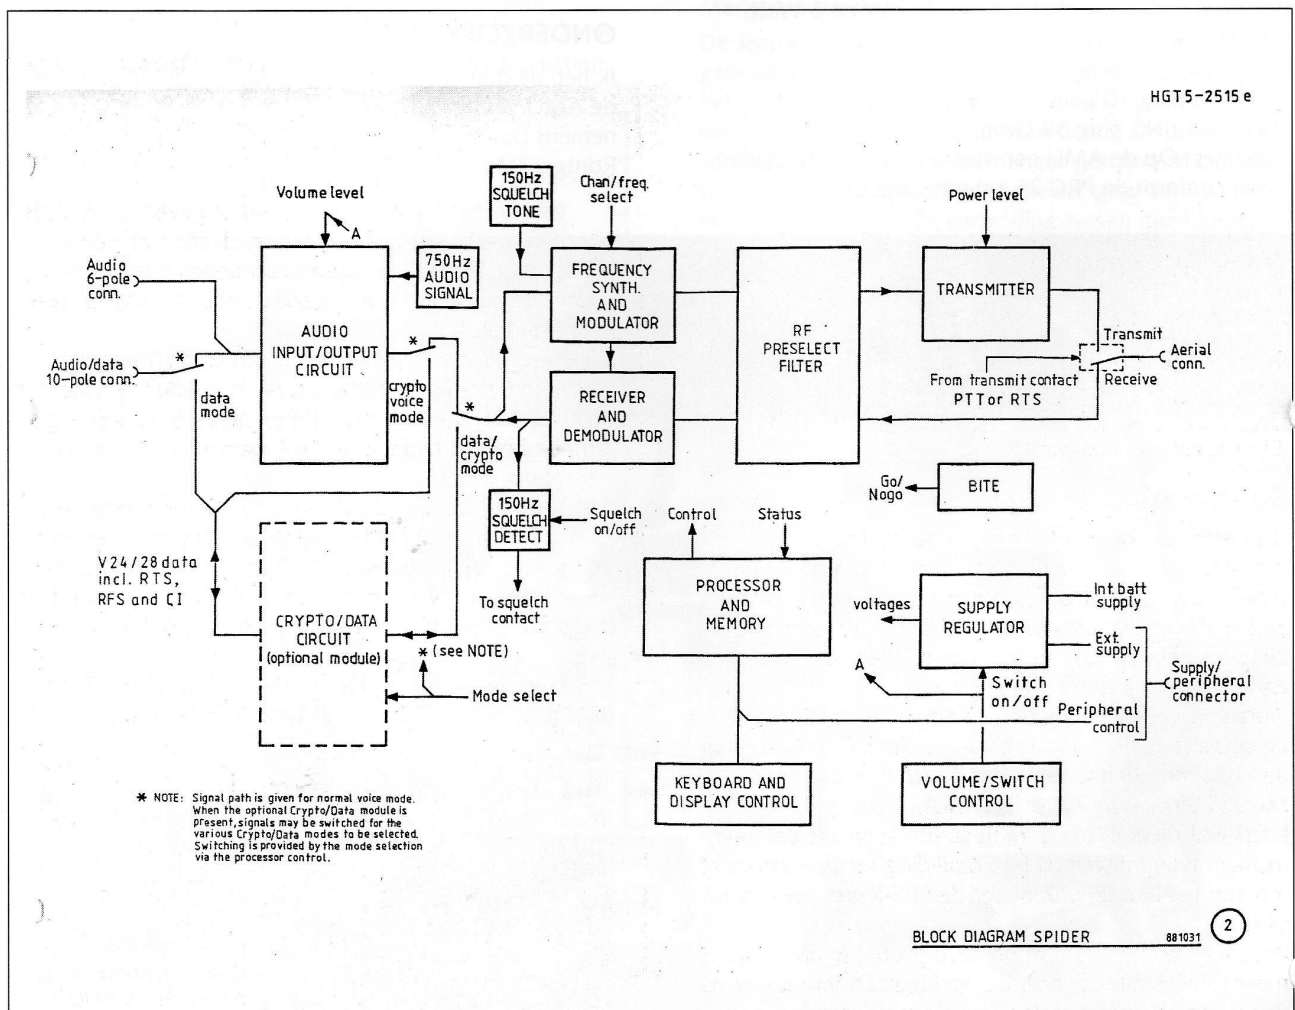 HGT5-2515e
Volume level
A
150Hz
SQUELCH
TONE
Chan/freq.
select
Power level
Audio
6-pole
conn.
750Hz
AUDIO
SIGNAL
FREQUENCY
SYNTH.
AND
MODULATOR
TRANSMITTER
AUDIO
INPUT/OUTPUT
CIRCUIT
RF
PRESELECT
FILTER
Transmit
Aerial
conn.
Receive
From transmit contact
PTT or RTS
*
*
*
Audio/data
10-pole conn.
data
mode
crypto
voice
mode
data/
crypto
mode
RECEIVER
AND
DEMODULATOR
Go/
Nogo
BITE
150Hz
SQUELCH
DETECT
Squelch
on/off
Control
Status
V24/28 data
incl. RTS,
RFS and CI
To squelch
contact
PROCESSOR
AND
MEMORY
voltages
SUPPLY
REGULATOR
Int. batt
supply
Ext.
supply
CRYPTO/DATA
CIRCUIT
(optional module)
* (see NOTE)
Mode select
A
Switch
on/off
Supply/
peripheral
connector
Peripheral
control
KEYBOARD AND
DISPLAY CONTROL
VOLUME/SWITCH
CONTROL
* NOTE: Signal path is given for normal voice mode.
When the optional Crypto/Data module is
present, signals may be switched for the
various Crypto/Data modes to be selected.
Switching is provided by the mode selection
via the processor control.
BLOCK DIAGRAM SPIDER
881031
2